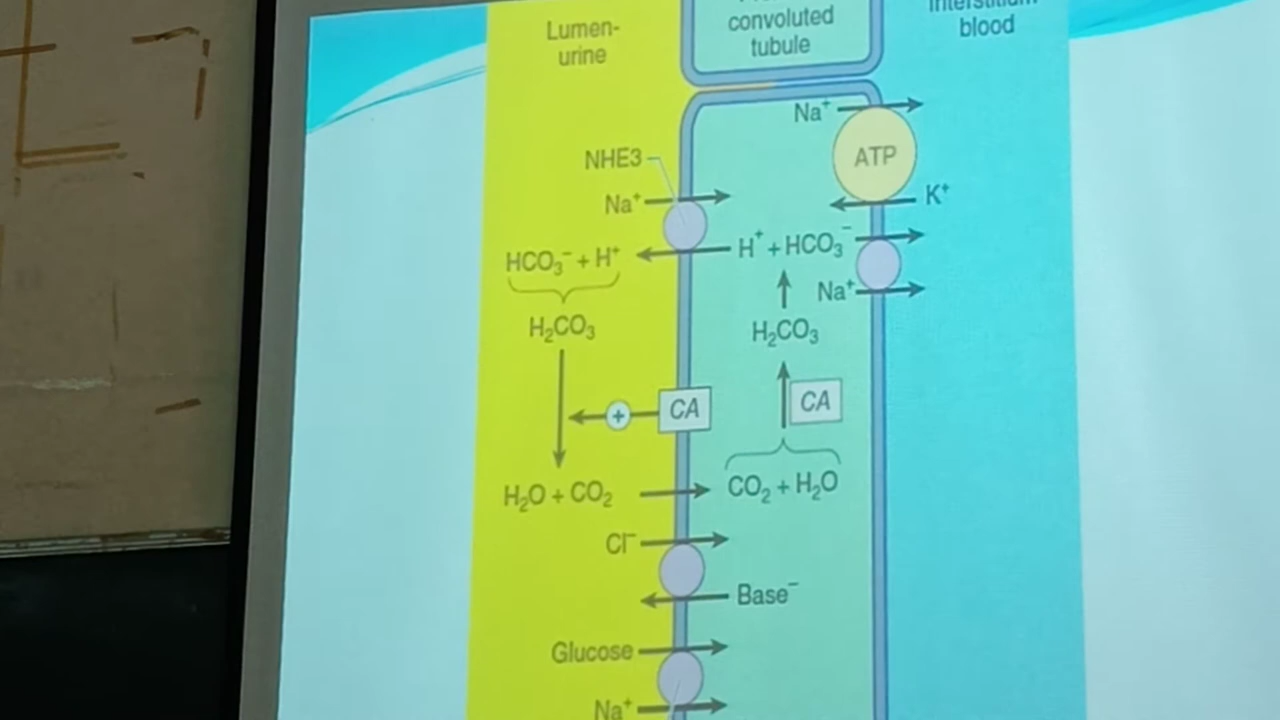 Lumen-
urine
convoluted
tubule
Interstitium-
blood
Na⁺
ATP
K⁺
NHE3
Na⁺
H⁺ + HCO₃⁻
HCO₃⁻ + H⁺
Na⁺
H₂CO₃
H₂CO₃
+
CA
CA
H₂O + CO₂
CO₂ + H₂O
Cl⁻
Base⁻
Glucose
Na⁺